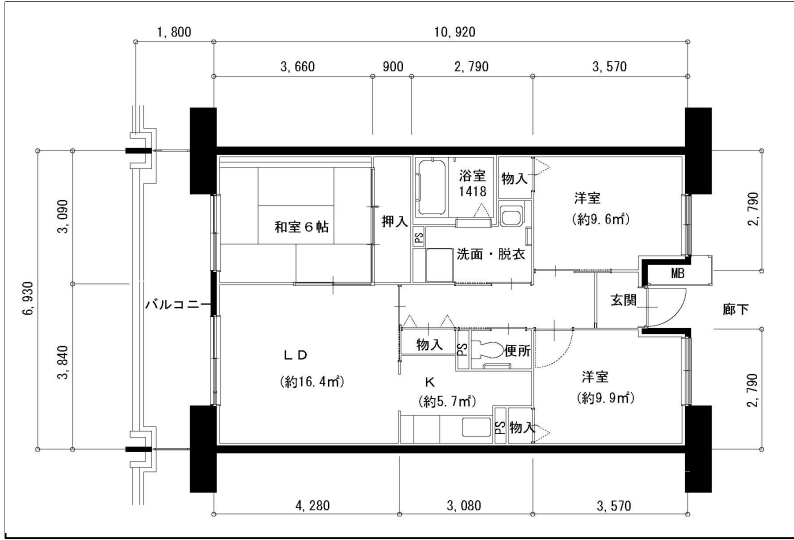 1,800
10,920
3,660
900
2,790
3,570
浴室
1418
物入
洋室
(約9.6㎡)
2,790
3,090
和室6帖
押入
PS
洗面・脱衣
MB
6,930
バルコニー
玄関
廊下
LD
(約16.4㎡)
物入
PS
便所
3,840
K
(約5.7㎡)
洋室
(約9.9㎡)
2,790
PS
物入
4,280
3,080
3,570